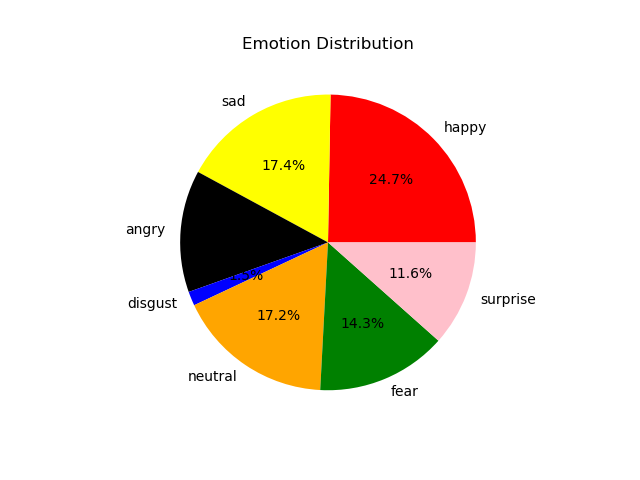 Emotion Distribution
sad
happy
17.4%
24.7%
angry
disgust
11.6%
surprise
17.2%
14.3%
neutral
fear